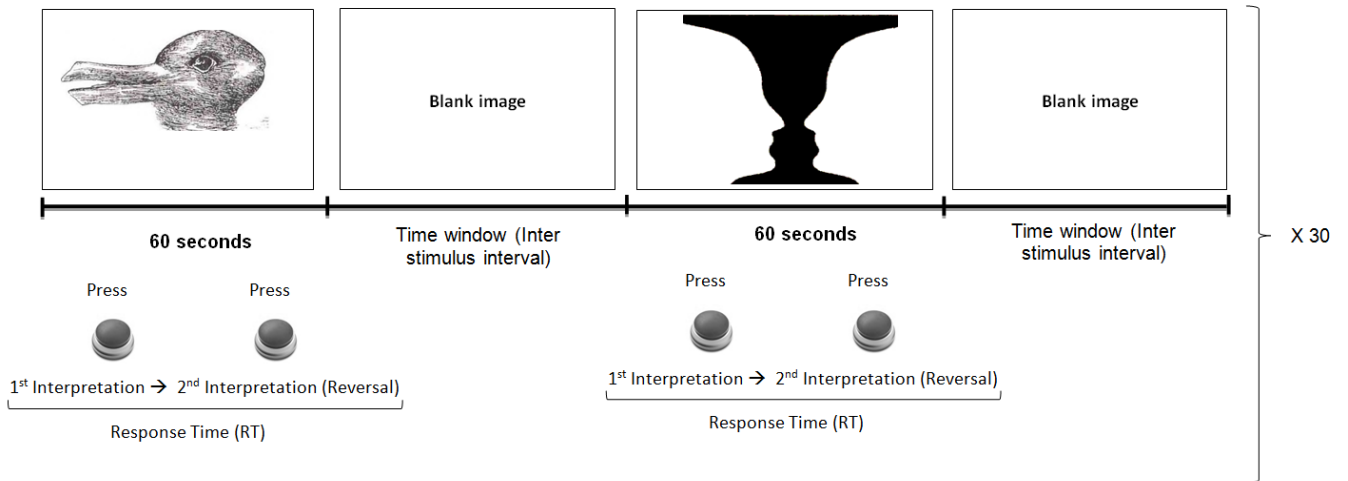 Blank image
Blank image
60 seconds
Time window (Inter
stimulus interval)
60 seconds
Time window (Inter
stimulus interval)
X 30
Press
Press
Press
Press
1st Interpretation → 2nd Interpretation (Reversal)
1st Interpretation → 2nd Interpretation (Reversal)
Response Time (RT)
Response Time (RT)